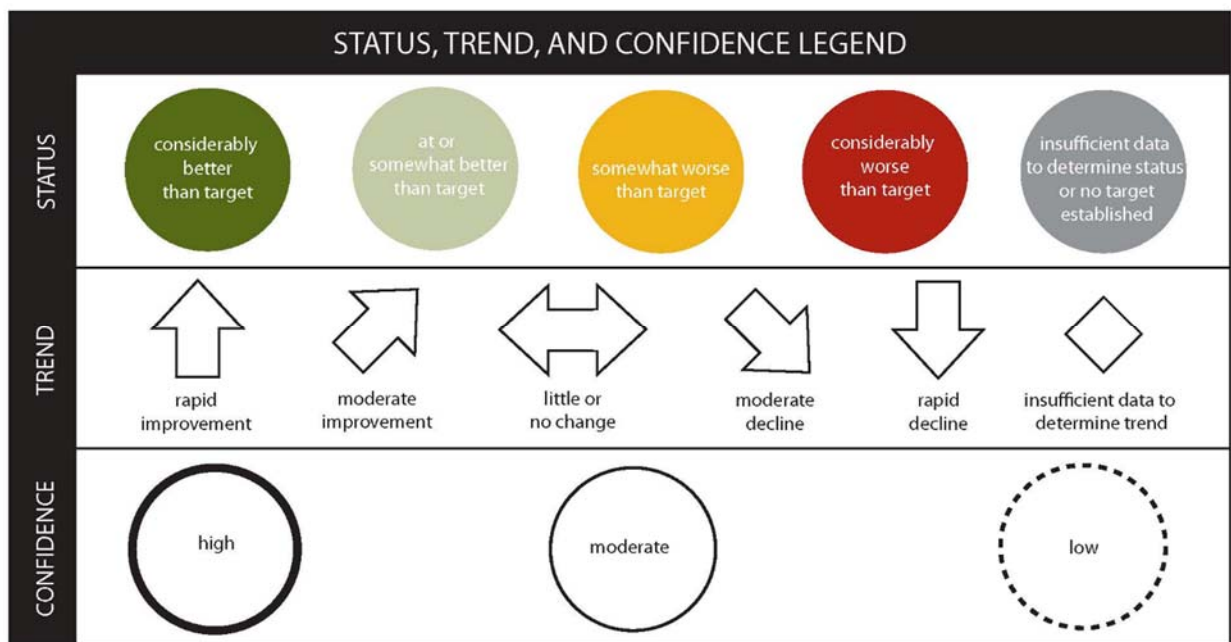 STATUS, TREND, AND CONFIDENCE LEGEND
STATUS
considerably
better
than target
at or
somewhat better
than target
somewhat worse
than target
considerably
worse
than target
insufficient data
to determine status
or no target
established
TREND
rapid
improvement
moderate
improvement
little or
no change
moderate
decline
rapid
decline
insufficient data to
determine trend
CONFIDENCE
high
moderate
low